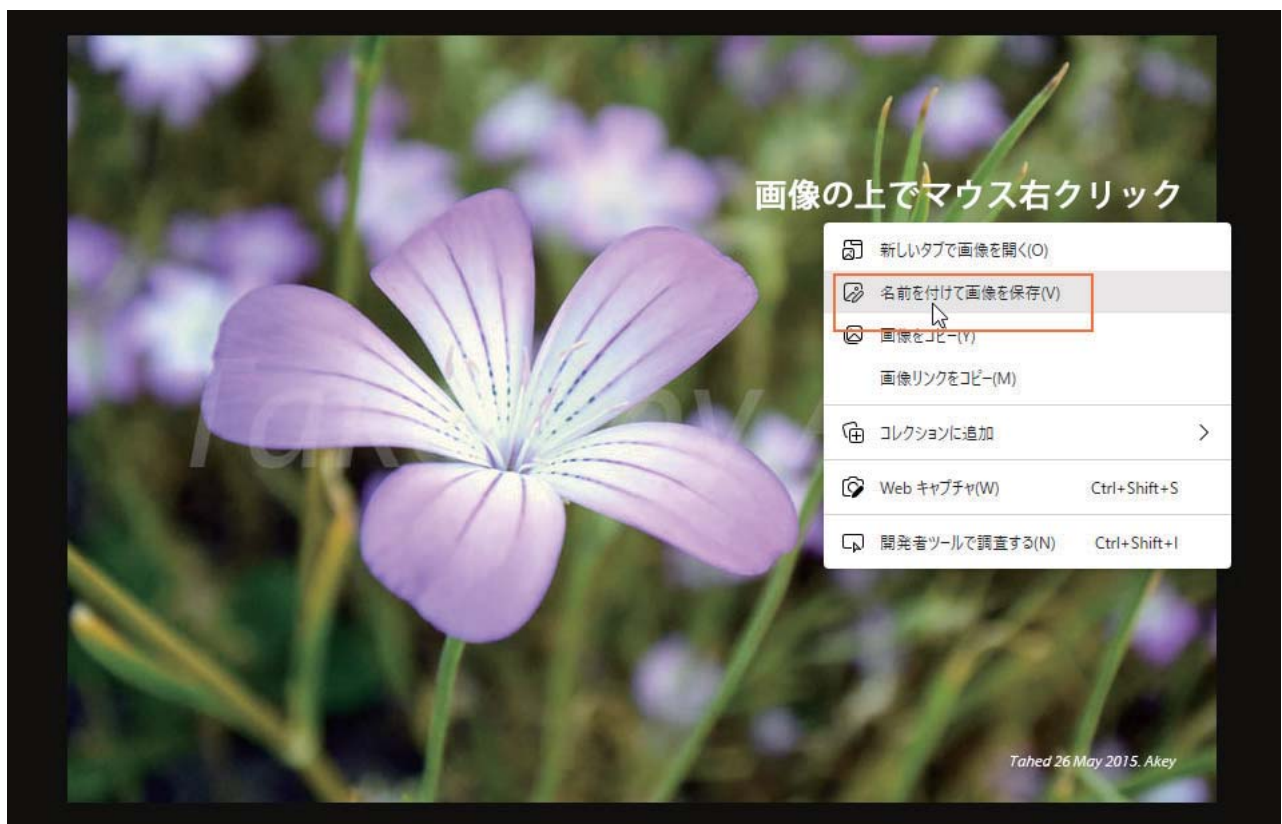 画像の上でマウス右クリック
新しいタブで画像を開く(O)
名前を付けて画像を保存(V)
画像をコピー(Y)
画像リンクをコピー(M)
コレクションに追加
Web キャプチャ(W) Ctrl+Shift+S
開発者ツールで調査する(N) Ctrl+Shift+I
Tahed 26 May 2015. Akey